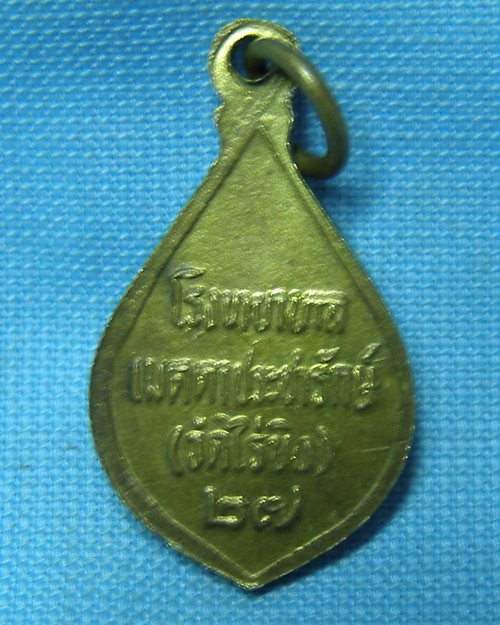 โรงพยาบาล
เมตตาประชารักษ์
(วัดไร่ขิง)
๒๗